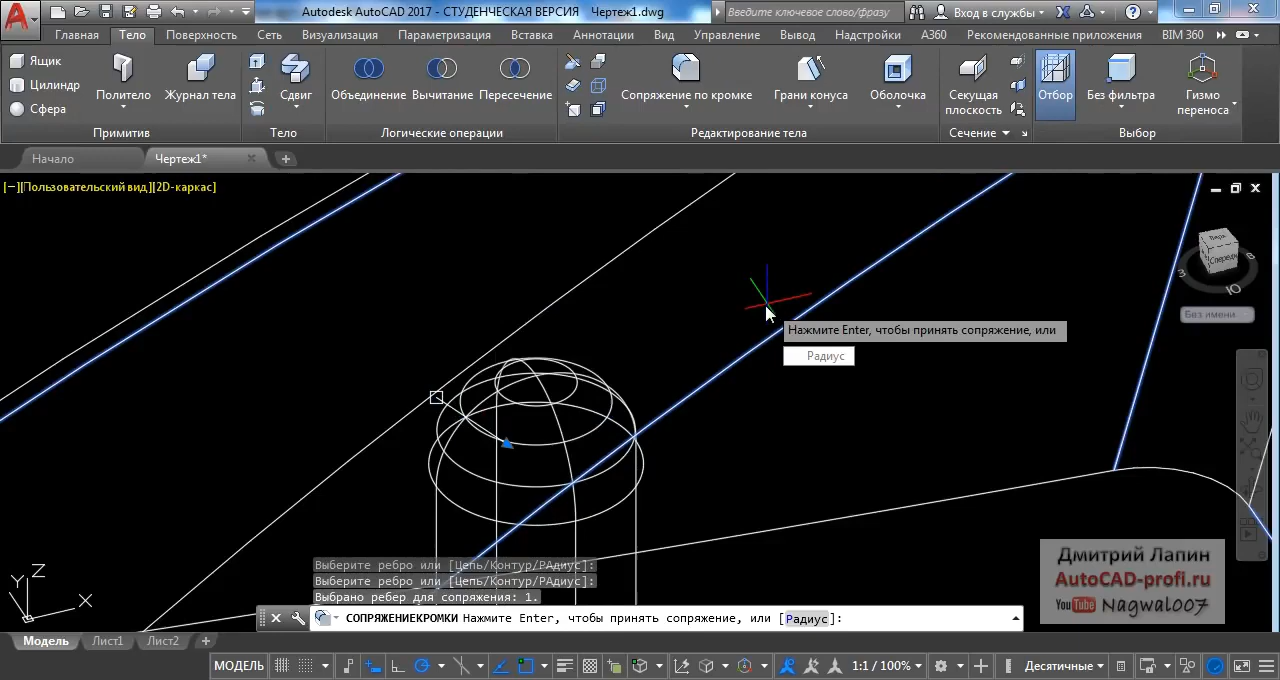 Autodesk AutoCAD 2017 - СТУДЕНЧЕСКАЯ ВЕРСИЯ Чертеж1.dwg
Введите ключевое слово/фразу
Вход в службы
Главная Тело Поверхность Сеть Визуализация Параметризация Вставка Аннотации Вид Управление Вывод Надстройки A360 Рекомендованные приложения BIM 360
Ящик
Цилиндр
Сфера
Политело
Журнал тела
Сдвиг
Объединение Вычитание Пересечение
Сопряжение по кромке
Грани конуса
Оболочка
Секущая
плоскость
Отбор
Без фильтра
Гизмо
переноса
Примитив Тело Логические операции Редактирование тела Сечение Выбор
Начало Чертеж1*
[−][Пользовательский вид][2D-каркас]
Верх
Спереди
З Ю В
Без имени
Нажмите Enter, чтобы принять сопряжение, или
Радиус
Выберите ребро или [Цепь/Контур/РАдиус]:
Выберите ребро или [Цепь/Контур/РАдиус]:
Выбрано ребер для сопряжения: 1.
СОПРЯЖЕНИЕКРОМКИ Нажмите Enter, чтобы принять сопряжение, или [Радиус]:
Z
Y
X
Дмитрий Лапин
AutoCAD-profi.ru
YouTube Nagwal007
Модель Лист1 Лист2
МОДЕЛЬ 1:1 / 100% Десятичные